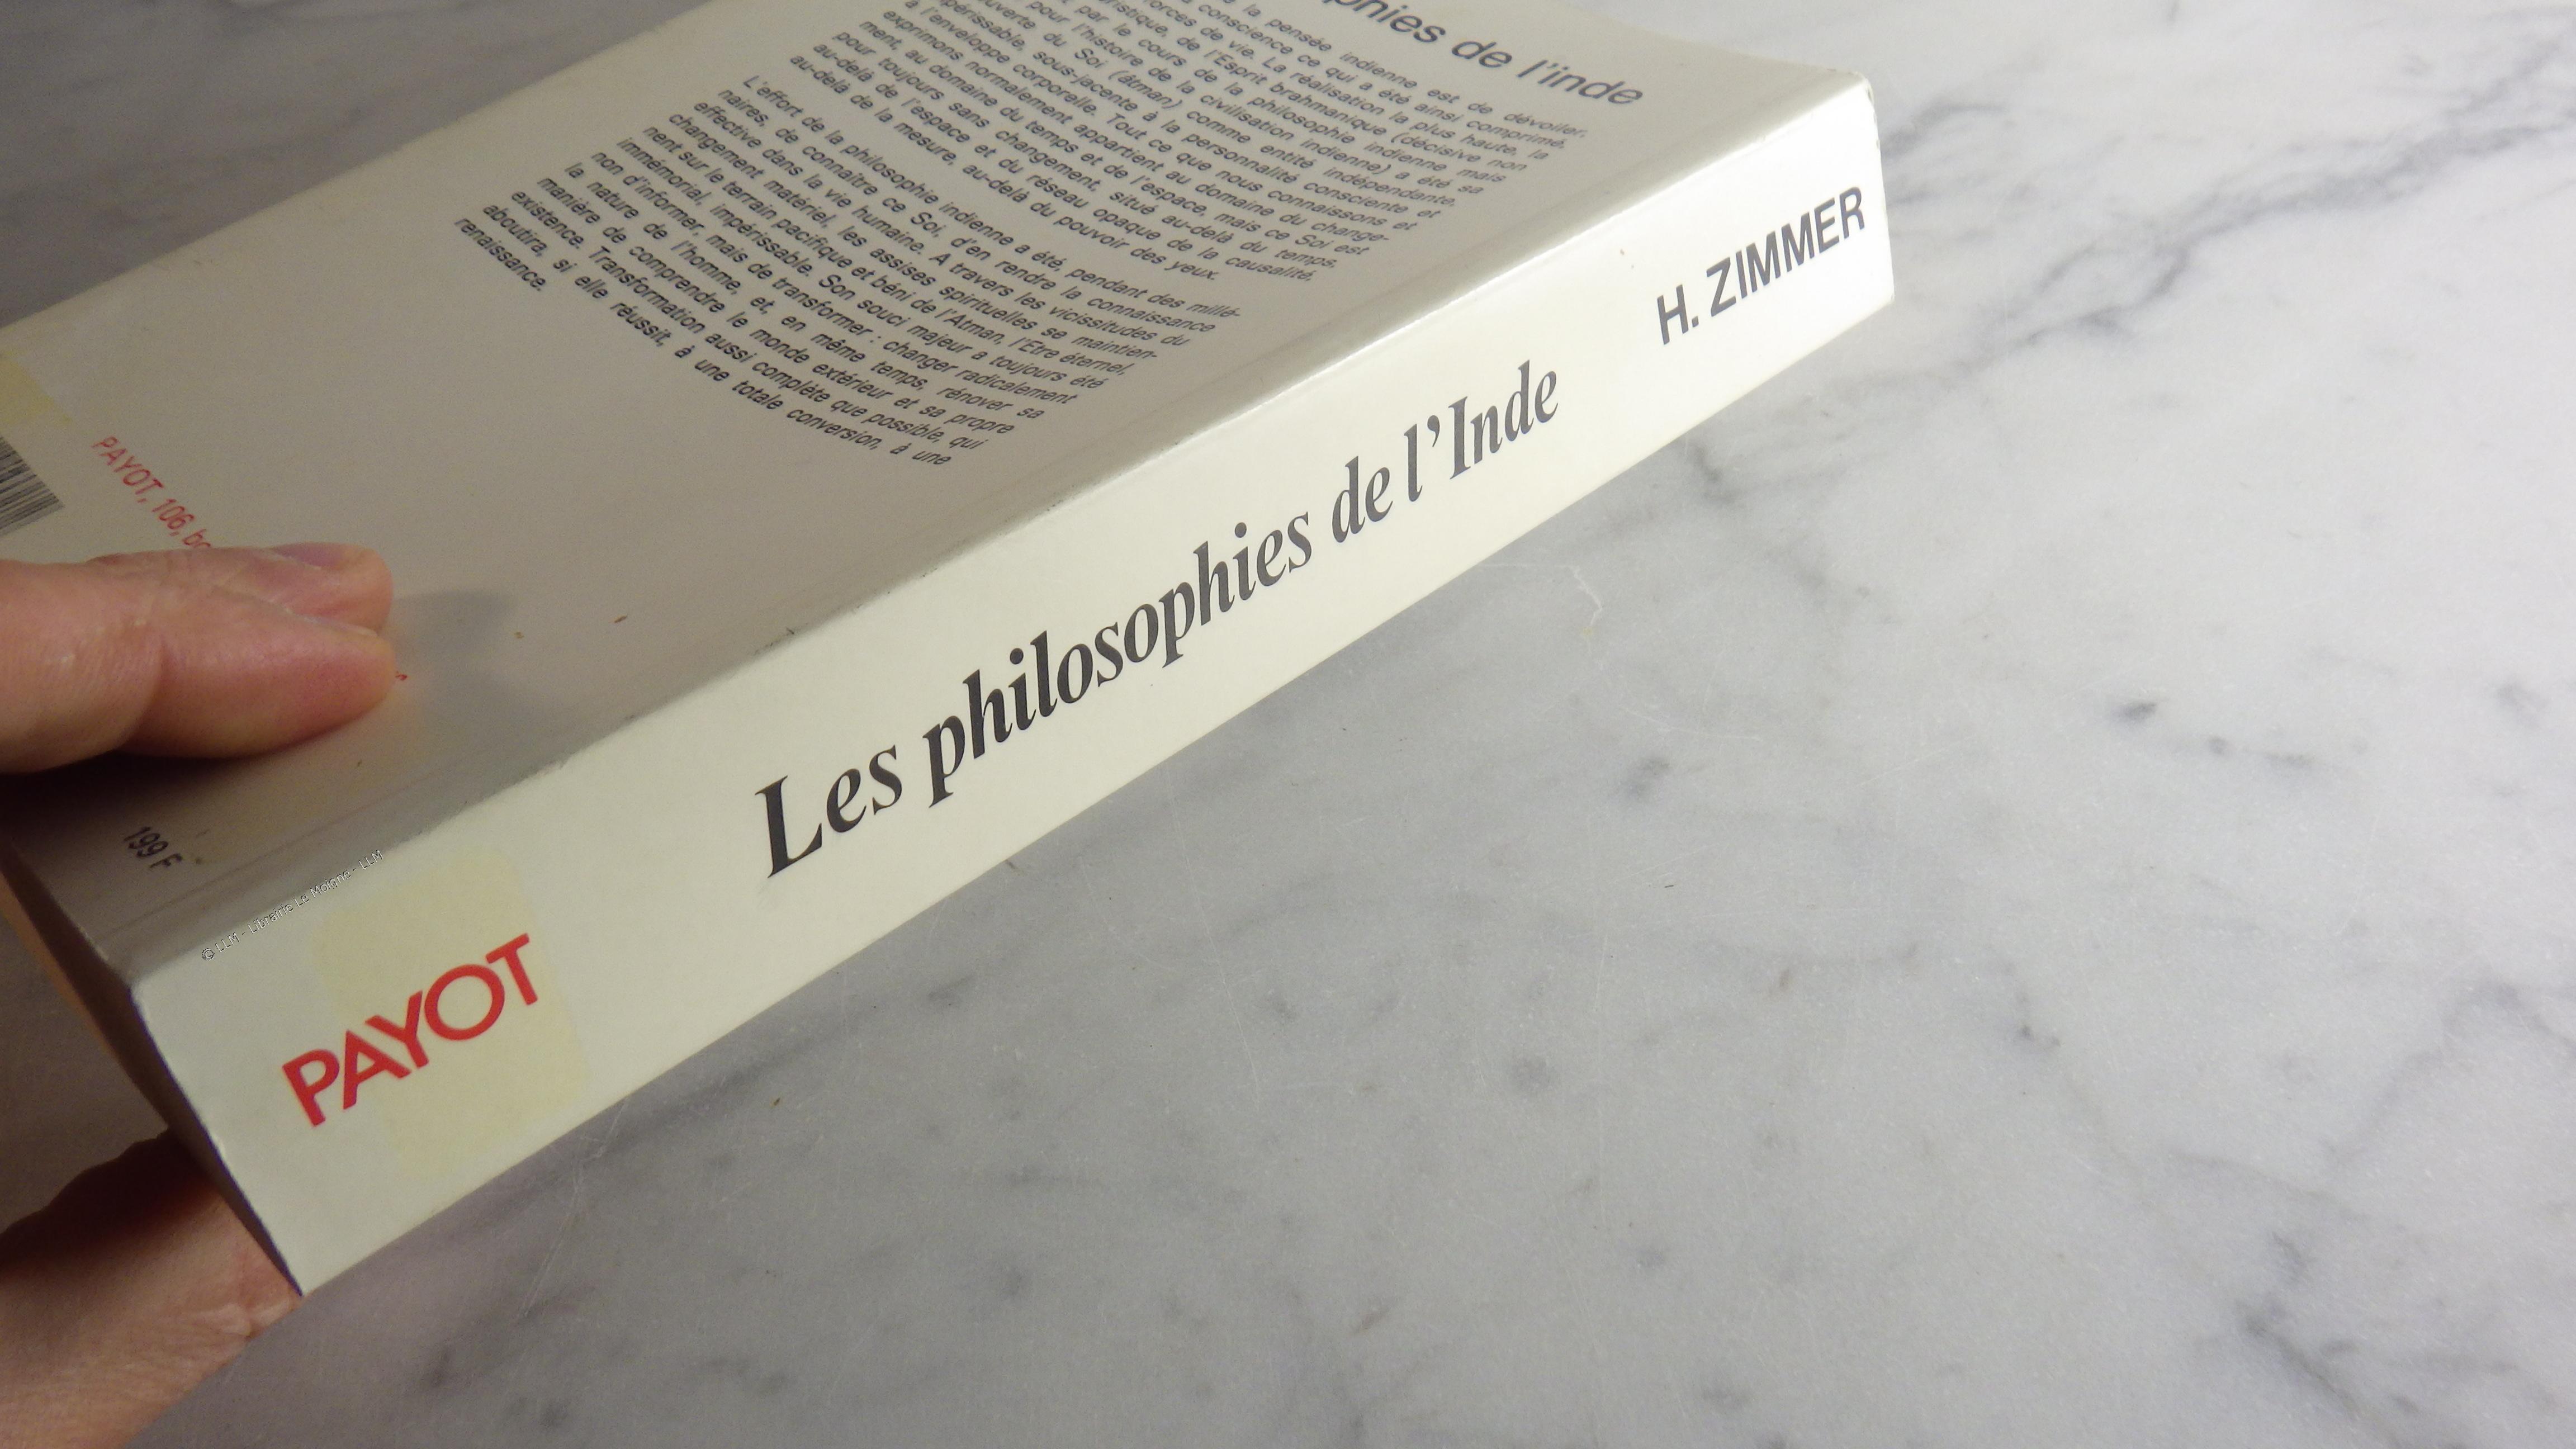 phies de l'inde
la pensée indienne est de dévoiler,
conscience ce qui a été ainsi comprimé,
forces de vie. La réalisation la plus haute, la
ristique, de l'Esprit brahmanique (décisive non
par le cours de la philosophie indienne mais
pour l'histoire de la civilisation indienne) a été sa
uverte du Soi (âtman) comme entité indépendante,
périssable, sous-jacente à la personnalité consciente et
à l'enveloppe corporelle. Tout ce que nous connaissons et
exprimons normalement appartient au domaine du change-
ment, au domaine du temps et de l'espace, mais ce Soi est
pour toujours sans changement, situé au-delà du temps,
au-delà de l'espace et du réseau opaque de la causalité,
au-delà de la mesure, au-delà du pouvoir des yeux.
L'effort de la philosophie indienne a été, pendant des millé-
naires, de connaître ce Soi, d'en rendre la connaissance
effective dans la vie humaine. A travers les vicissitudes du
changement matériel, les assises spirituelles se maintien-
nent sur le terrain pacifique et béni de l'Atman, l'Etre éternel,
immémorial, impérissable. Son souci majeur a toujours été
non d'informer, mais de transformer : changer radicalement
la nature de l'homme, et, en même temps, rénover sa
manière de comprendre le monde extérieur et sa propre
existence. Transformation aussi complète que possible, qui
aboutira, si elle réussit, à une totale conversion, à une
renaissance.
PAYOT, 106, bo
199 F
© LLM - Librairie Le Moigne - LLM
H. ZIMMER
Les philosophies de l'Inde
PAYOT